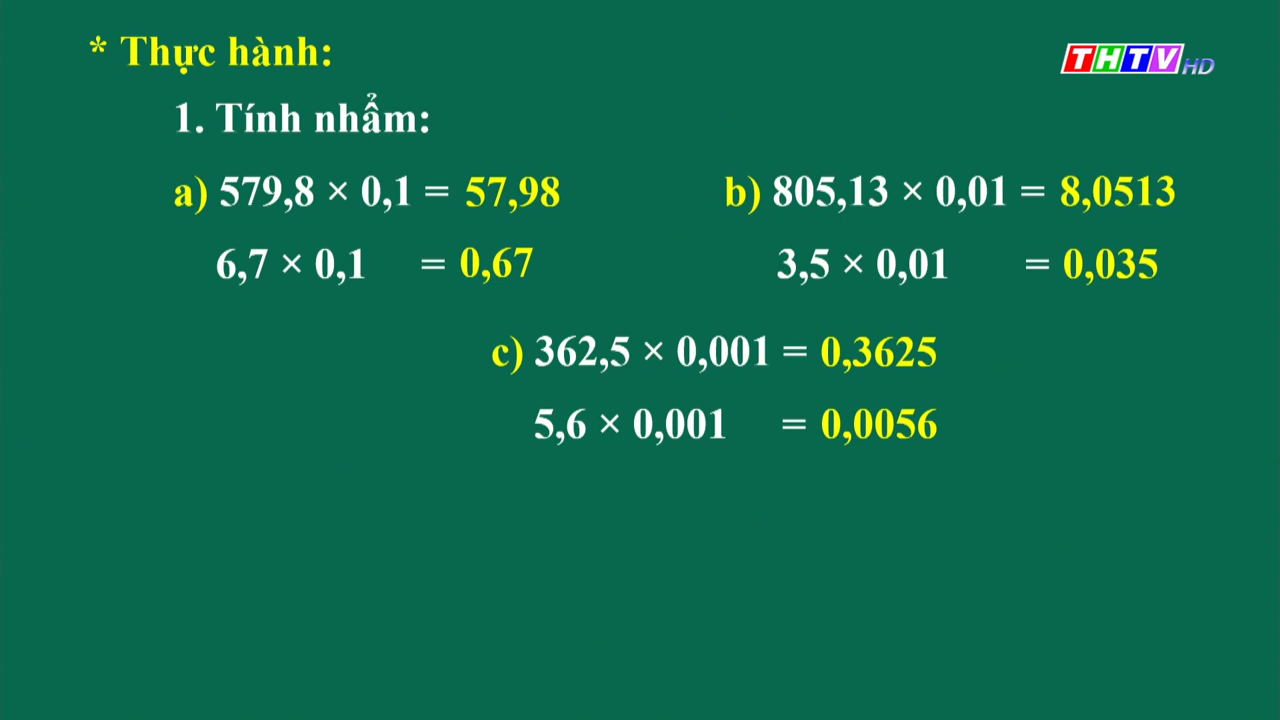 * Thực hành:
THTV HD
1. Tính nhẩm:
a) 579,8 × 0,1 = 57,98
6,7 × 0,1 = 0,67
b) 805,13 × 0,01 = 8,0513
3,5 × 0,01 = 0,035
c) 362,5 × 0,001 = 0,3625
5,6 × 0,001 = 0,0056